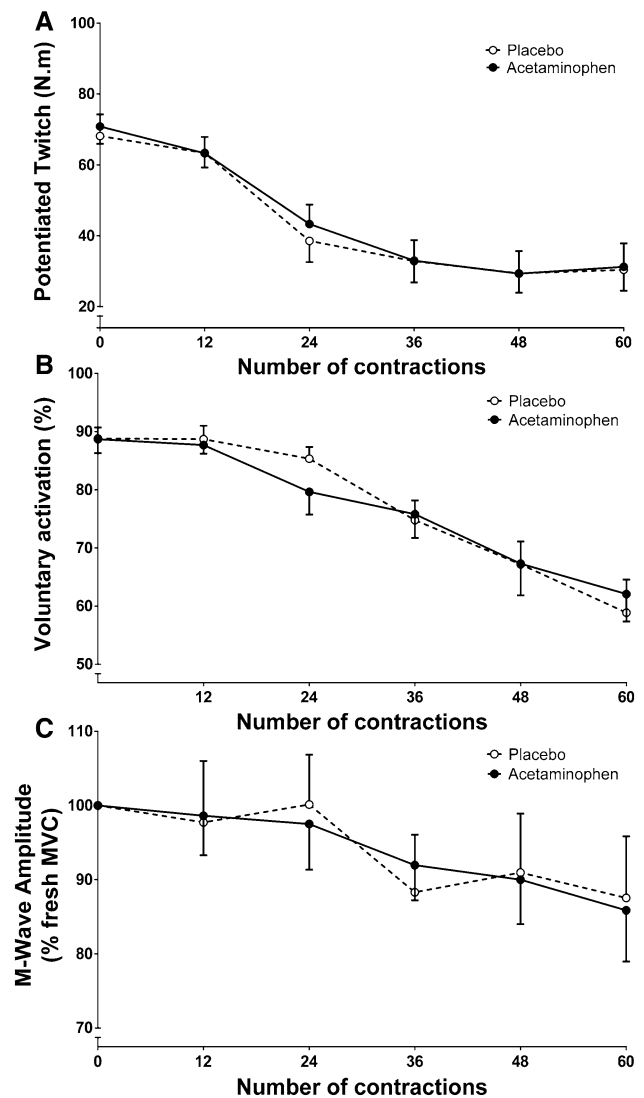 A
Potentiated Twitch (N.m)
100
80
60
40
20
Placebo
Acetaminophen
0 12 24 36 48 60
Number of contractions
B
Voluntary activation (%)
100
90
80
70
60
50
Placebo
Acetaminophen
12 24 36 48 60
Number of contractions
C
M-Wave Amplitude
(% fresh MVC)
110
100
90
80
70
Placebo
Acetaminophen
0 12 24 36 48 60
Number of contractions